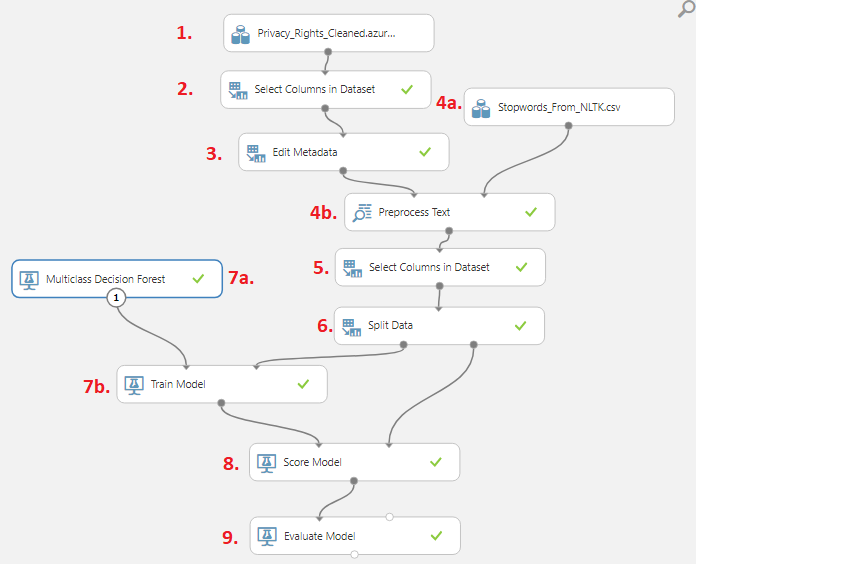 1. Privacy_Rights_Cleaned.azur...
2. Select Columns in Dataset
4a. Stopwords_From_NLTK.csv
3. Edit Metadata
4b. Preprocess Text
5. Select Columns in Dataset
Multiclass Decision Forest 7a.
1
6. Split Data
7b. Train Model
8. Score Model
9. Evaluate Model